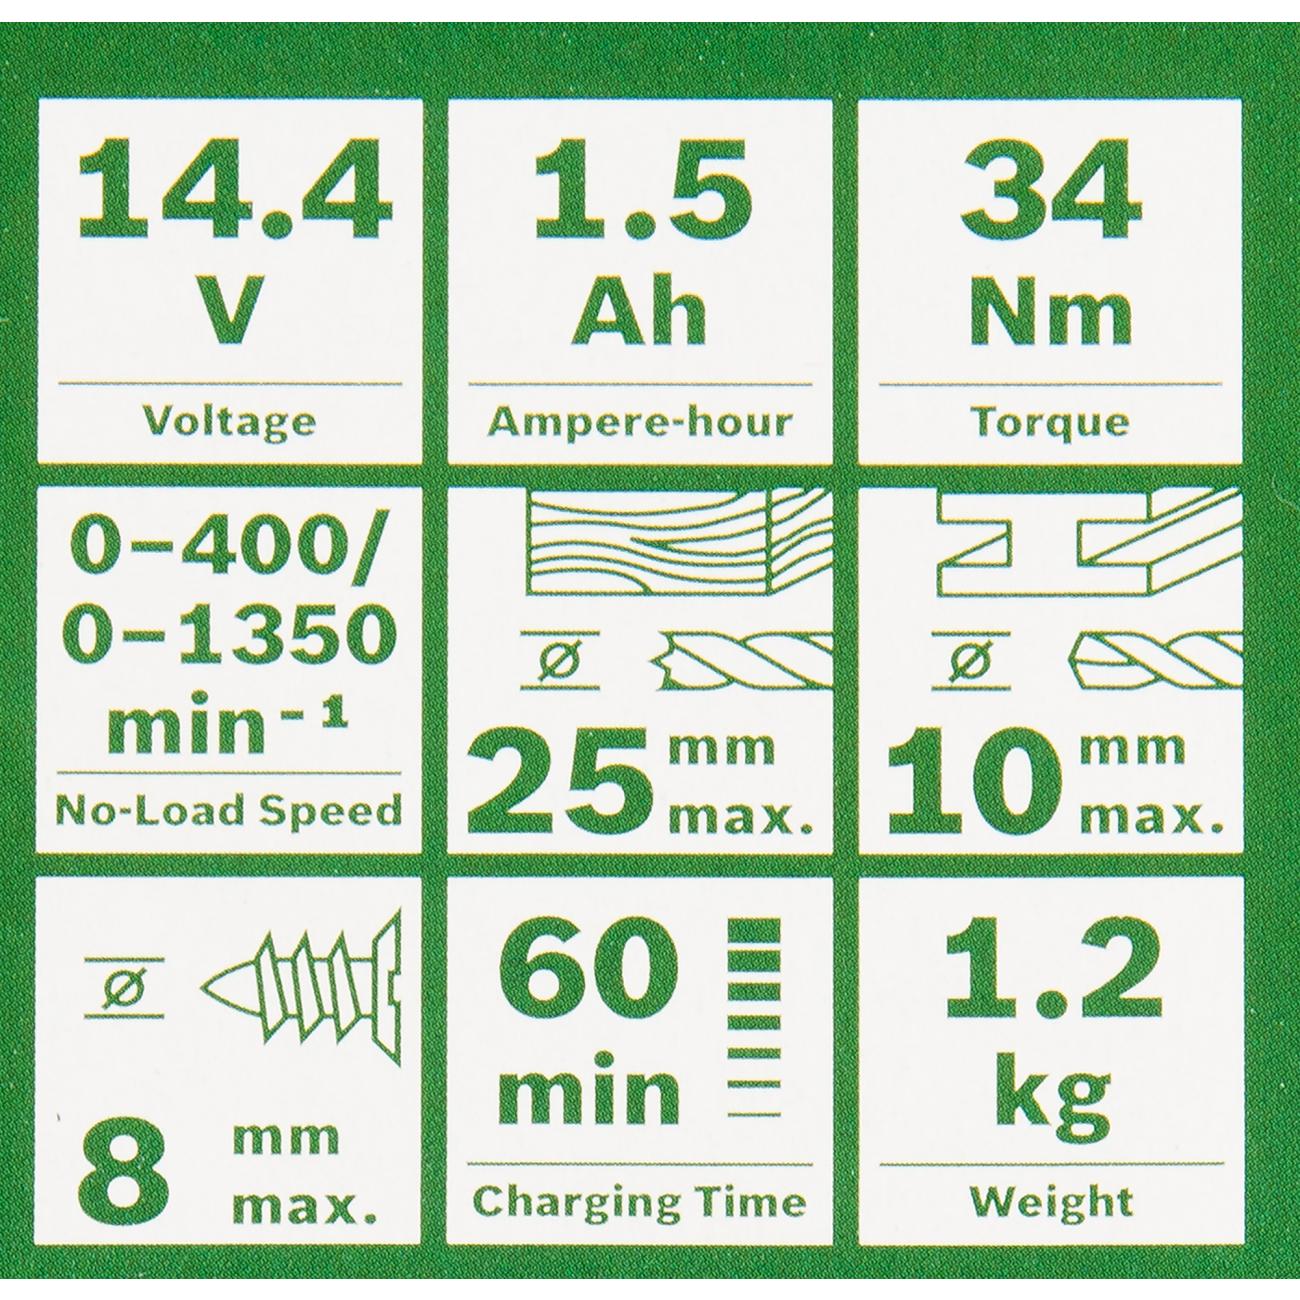 14.4
V
Voltage
1.5
Ah
Ampere-hour
34
Nm
Torque
0–400/
0–1350
min⁻¹
No-Load Speed
Ø
25 mm
max.
Ø
10 mm
max.
Ø
8 mm
max.
60
min
Charging Time
1.2
kg
Weight